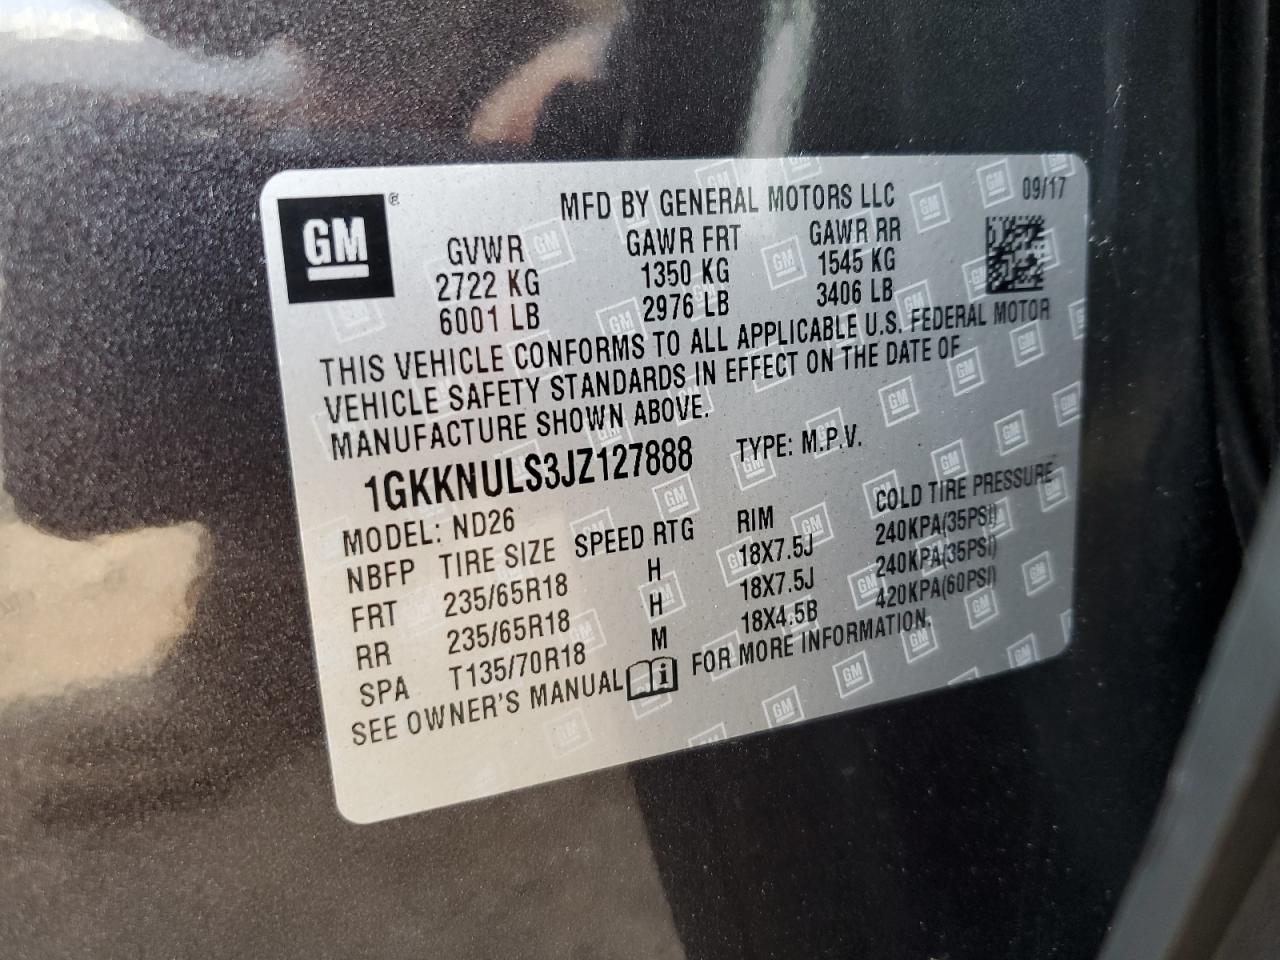 GM ®
MFD BY GENERAL MOTORS LLC 09/17
GVWR GAWR FRT GAWR RR
2722 KG 1350 KG 1545 KG
6001 LB 2976 LB 3406 LB
THIS VEHICLE CONFORMS TO ALL APPLICABLE U.S. FEDERAL MOTOR
VEHICLE SAFETY STANDARDS IN EFFECT ON THE DATE OF
MANUFACTURE SHOWN ABOVE.
1GKKNULS3JZ127888 TYPE: M.P.V.
MODEL: ND26
NBFP TIRE SIZE SPEED RTG RIM COLD TIRE PRESSURE
FRT 235/65R18 H 18X7.5J 240KPA(35PSI)
RR 235/65R18 H 18X7.5J 240KPA(35PSI)
SPA T135/70R18 M 18X4.5B 420KPA(60PSI)
SEE OWNER'S MANUAL i FOR MORE INFORMATION.